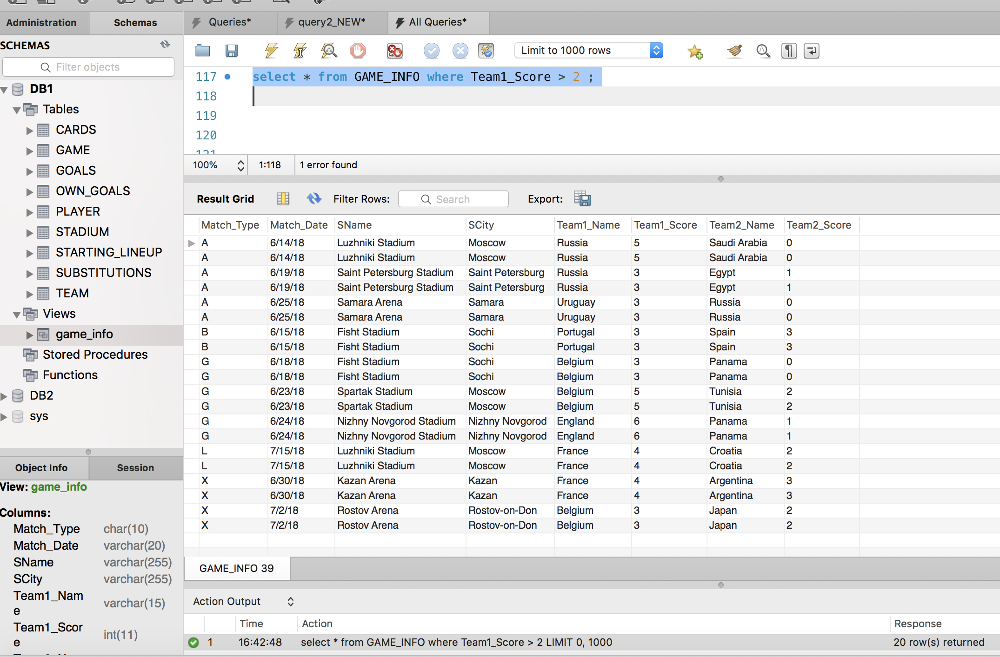 Administration Schemas Queries* query2_NEW* All Queries*
SCHEMAS
Limit to 1000 rows
Filter objects
117 select * from GAME_INFO where Team1_Score > 2 ;
118
119
120
121
100% 1:118 1 error found
DB1
Tables
CARDS
GAME
GOALS
OWN_GOALS
PLAYER
STADIUM
STARTING_LINEUP
SUBSTITUTIONS
TEAM
Views
game_info
Stored Procedures
Functions
DB2
sys
Result Grid Filter Rows: Search Export:
Match_Type Match_Date SName SCity Team1_Name Team1_Score Team2_Name Team2_Score
A 6/14/18 Luzhniki Stadium Moscow Russia 5 Saudi Arabia 0
A 6/14/18 Luzhniki Stadium Moscow Russia 5 Saudi Arabia 0
A 6/19/18 Saint Petersburg Stadium Saint Petersburg Russia 3 Egypt 1
A 6/19/18 Saint Petersburg Stadium Saint Petersburg Russia 3 Egypt 1
A 6/25/18 Samara Arena Samara Uruguay 3 Russia 0
A 6/25/18 Samara Arena Samara Uruguay 3 Russia 0
B 6/15/18 Fisht Stadium Sochi Portugal 3 Spain 3
B 6/15/18 Fisht Stadium Sochi Portugal 3 Spain 3
G 6/18/18 Fisht Stadium Sochi Belgium 3 Panama 0
G 6/18/18 Fisht Stadium Sochi Belgium 3 Panama 0
G 6/23/18 Spartak Stadium Moscow Belgium 5 Tunisia 2
G 6/23/18 Spartak Stadium Moscow Belgium 5 Tunisia 2
G 6/24/18 Nizhny Novgorod Stadium Nizhny Novgorod England 6 Panama 1
G 6/24/18 Nizhny Novgorod Stadium Nizhny Novgorod England 6 Panama 1
L 7/15/18 Luzhniki Stadium Moscow France 4 Croatia 2
L 7/15/18 Luzhniki Stadium Moscow France 4 Croatia 2
X 6/30/18 Kazan Arena Kazan France 4 Argentina 3
X 6/30/18 Kazan Arena Kazan France 4 Argentina 3
X 7/2/18 Rostov Arena Rostov-on-Don Belgium 3 Japan 2
X 7/2/18 Rostov Arena Rostov-on-Don Belgium 3 Japan 2
Object Info Session
View: game_info
Columns:
Match_Type char(10)
Match_Date varchar(20)
SName varchar(255)
SCity varchar(255)
Team1_Nam
e varchar(15)
Team1_Scor
e int(11)
GAME_INFO 39
Action Output
Time Action Response
1 16:42:48 select * from GAME_INFO where Team1_Score > 2 LIMIT 0, 1000 20 row(s) returned